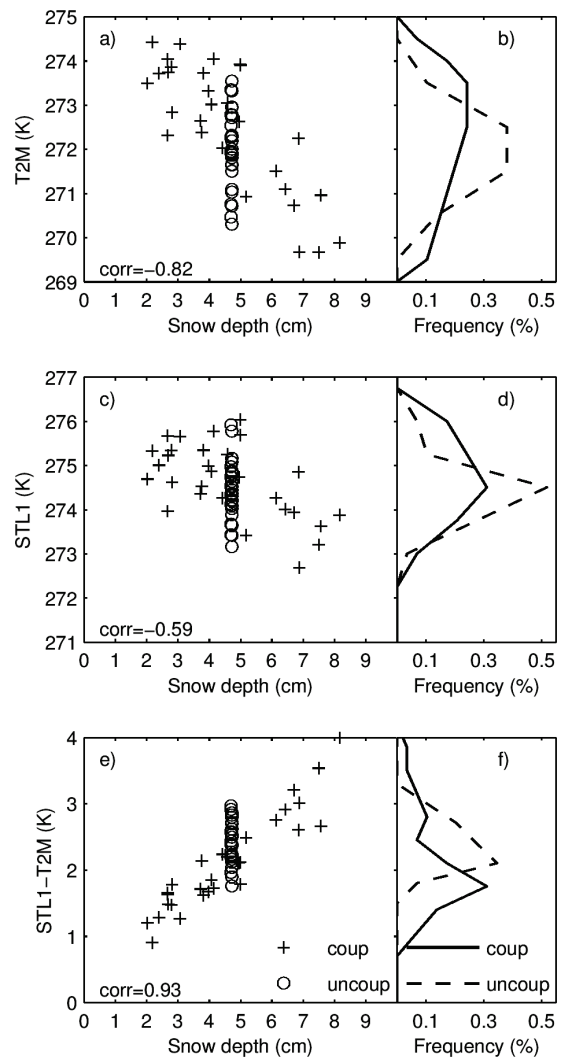 275
274
273
272
271
270
269
T2M (K)
a)
corr=−0.82
0 1 2 3 4 5 6 7 8 9
Snow depth (cm)
b)
0.1 0.3 0.5
Frequency (%)
277
276
275
274
273
272
271
STL1 (K)
c)
corr=−0.59
0 1 2 3 4 5 6 7 8 9
Snow depth (cm)
d)
0.1 0.3 0.5
Frequency (%)
4
3
2
1
0
STL1−T2M (K)
e)
coup
uncoup
corr=0.93
0 1 2 3 4 5 6 7 8 9
Snow depth (cm)
f)
coup
uncoup
0.1 0.3 0.5
Frequency (%)